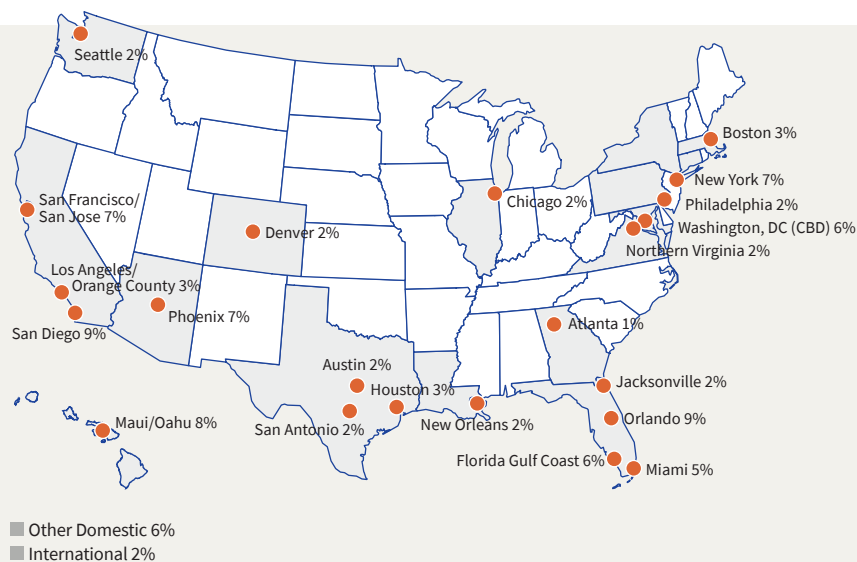 Seattle 2%
Boston 3%
New York 7%
Chicago 2%
Philadelphia 2%
San Francisco/
San Jose 7%
Washington, DC (CBD) 6%
Denver 2%
Northern Virginia 2%
Los Angeles/
Orange County 3%
Phoenix 7%
Atlanta 1%
San Diego 9%
Austin 2%
Jacksonville 2%
Houston 3%
Orlando 9%
Maui/Oahu 8%
San Antonio 2%
New Orleans 2%
Florida Gulf Coast 6%
Miami 5%
Other Domestic 6%
International 2%